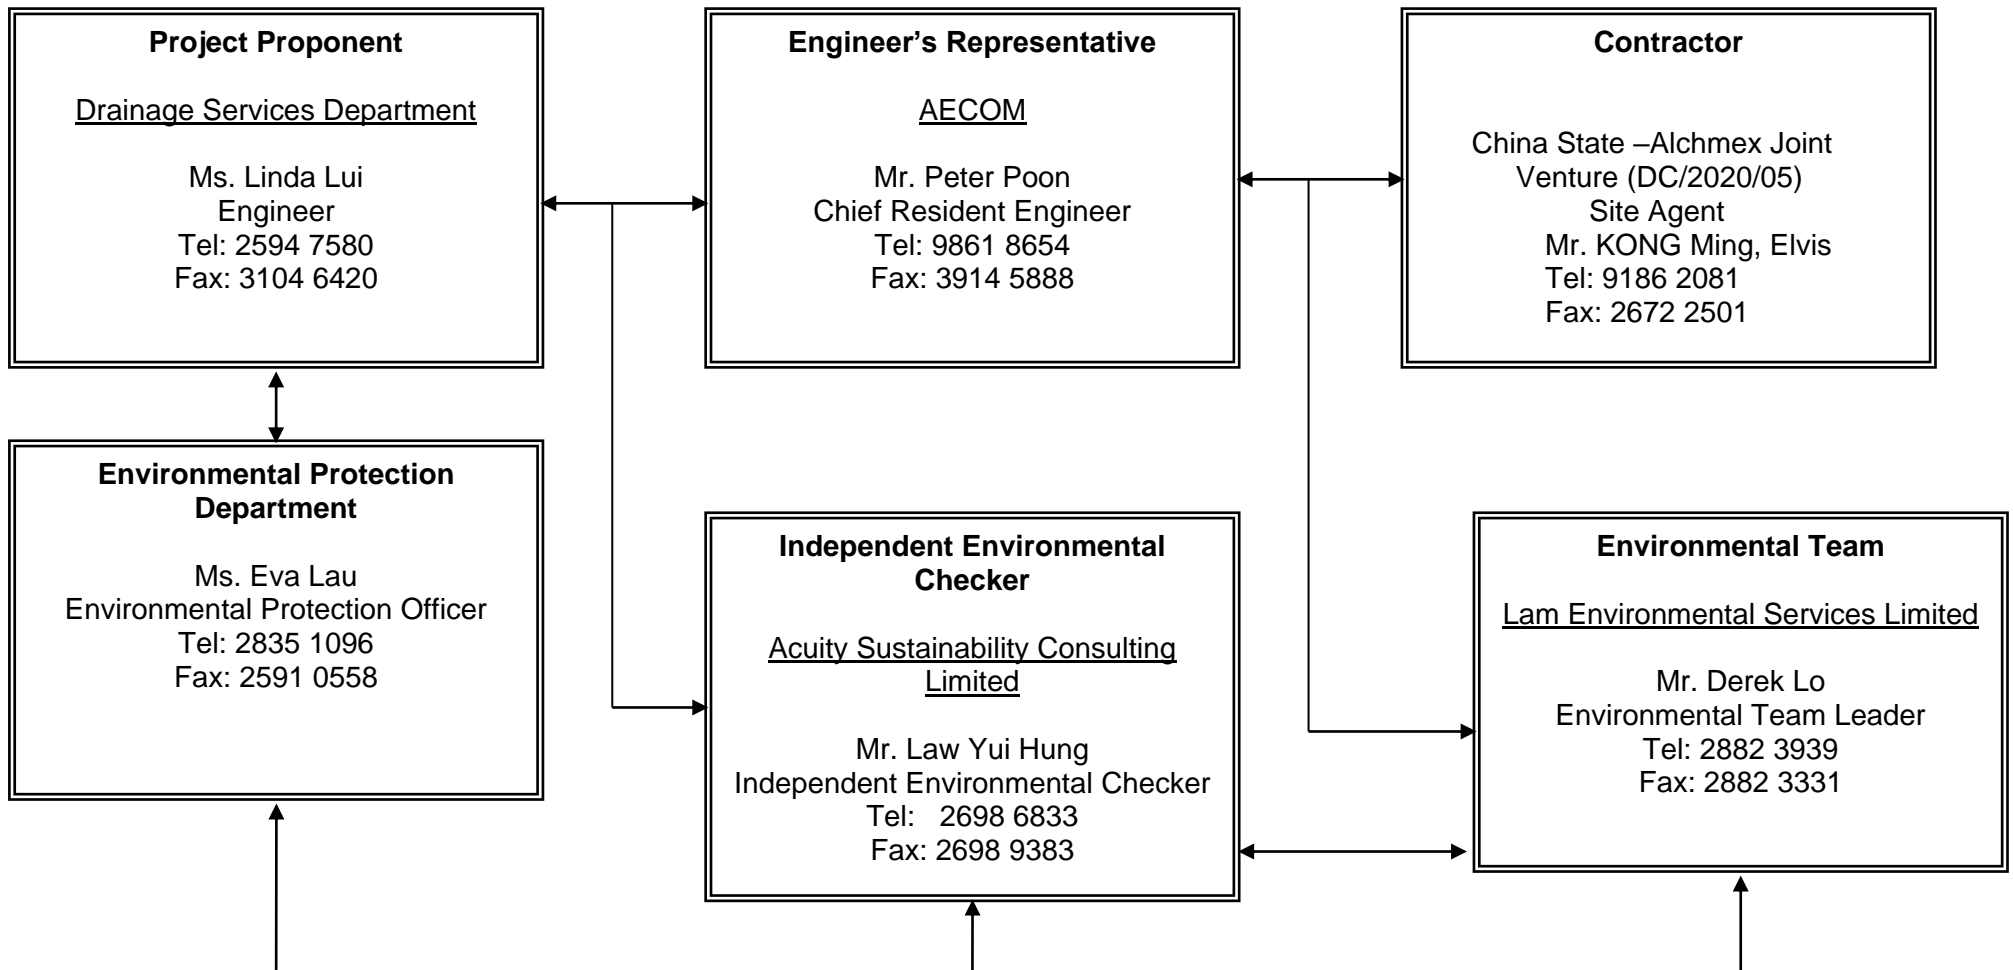 Project Proponent
Drainage Services Department
Ms. Linda Lui
Engineer
Tel: 2594 7580
Fax: 3104 6420
Engineer’s Representative
AECOM
Mr. Peter Poon
Chief Resident Engineer
Tel: 9861 8654
Fax: 3914 5888
Contractor
China State –Alchmex Joint
Venture (DC/2020/05)
Site Agent
Mr. KONG Ming, Elvis
Tel: 9186 2081
Fax: 2672 2501
Environmental Protection
Department
Ms. Eva Lau
Environmental Protection Officer
Tel: 2835 1096
Fax: 2591 0558
Independent Environmental
Checker
Acuity Sustainability Consulting
Limited
Mr. Law Yui Hung
Independent Environmental Checker
Tel:   2698 6833
Fax: 2698 9383
Environmental Team
Lam Environmental Services Limited
Mr. Derek Lo
Environmental Team Leader
Tel: 2882 3939
Fax: 2882 3331